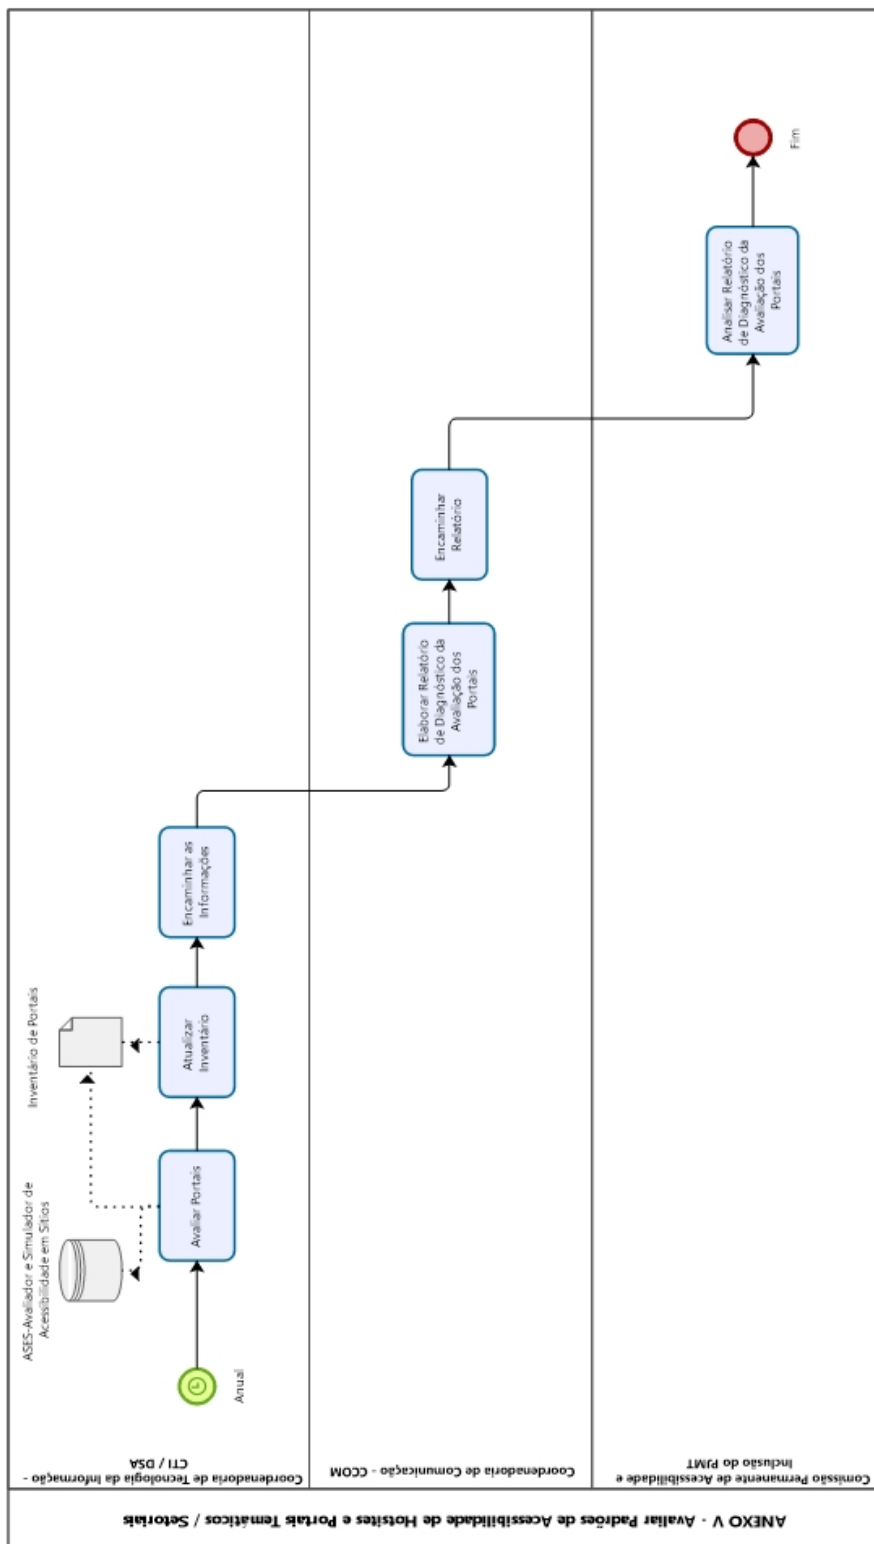 ANEXO V - Avaliar Padrões de Acessibilidade de Hotsites e Portais Temáticos / Setoriais
Coordenadoria de Tecnologia da Informação -
CTI / DSA
Anual
ASES-Avaliador e Simulador de
Acessibilidade em Sítios
Avaliar Portais
Inventário de Portais
Atualizar
Inventário
Encaminhar as
Informações
Coordenadoria de Comunicação - CCOM
Elaborar Relatório
de Diagnóstico da
Avaliação dos
Portais
Encaminhar
Relatório
Comissão Permanente de Acessibilidade e
Inclusão do PJMT
Analisar Relatório
de Diagnóstico da
Avaliação dos
Portais
Fim